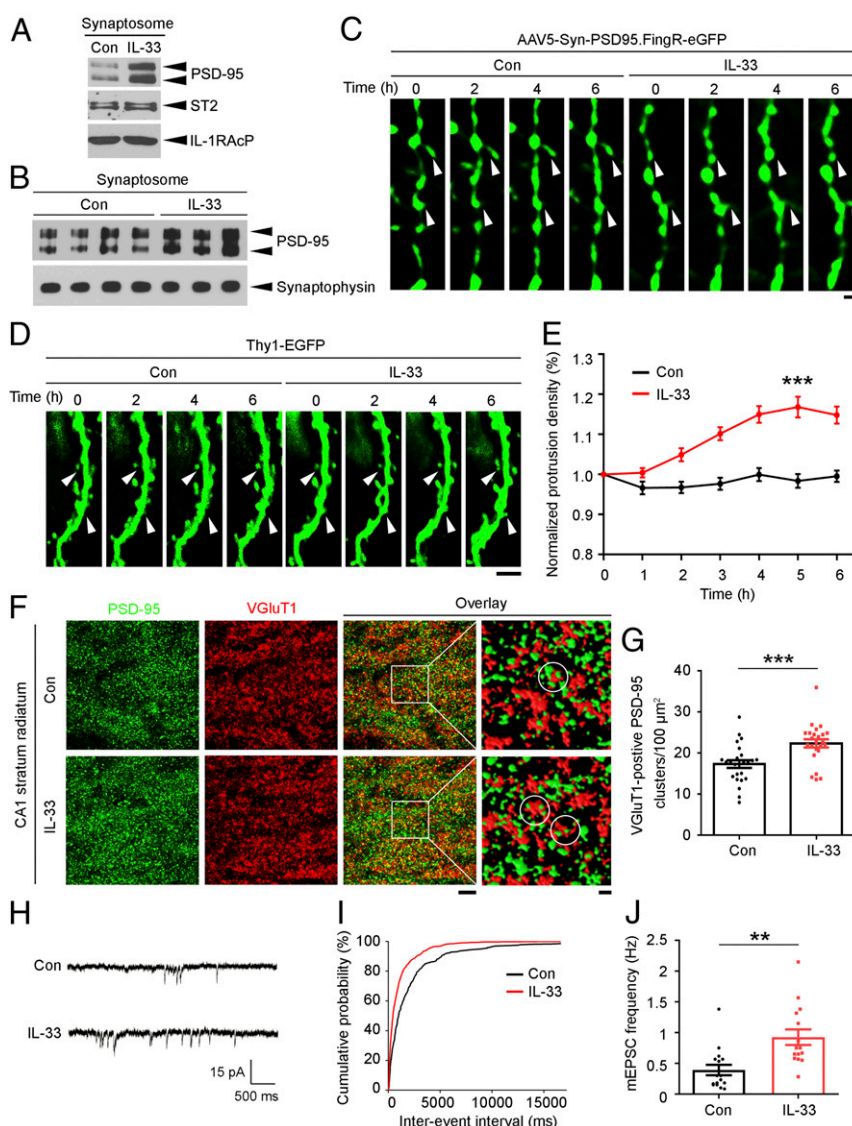 A
Synaptosome
Con IL-33
PSD-95
ST2
IL-1RAcP
B
Synaptosome
Con IL-33
PSD-95
Synaptophysin
C
AAV5-Syn-PSD95.FingR-eGFP
Con IL-33
Time (h) 0 2 4 6 0 2 4 6
D
Thy1-EGFP
Con IL-33
Time (h) 0 2 4 6 0 2 4 6
E
Normalized protrusion density (%)
1.3
1.2
1.1
1.0
0.9
0.8
Con
IL-33
***
0 1 2 3 4 5 6
Time (h)
F
PSD-95 VGluT1 Overlay
CA1 stratum radiatum
Con
IL-33
G
VGluT1-postive PSD-95
clusters/100 µm²
40
30
20
10
0
***
Con IL-33
H
Con
IL-33
15 pA
500 ms
I
Cumulative probability (%)
100
80
60
40
20
0
Con
IL-33
0 5000 10000 15000
Inter-event interval (ms)
J
mEPSC frequency (Hz)
2.5
2
1.5
1
0.5
0
**
Con IL-33